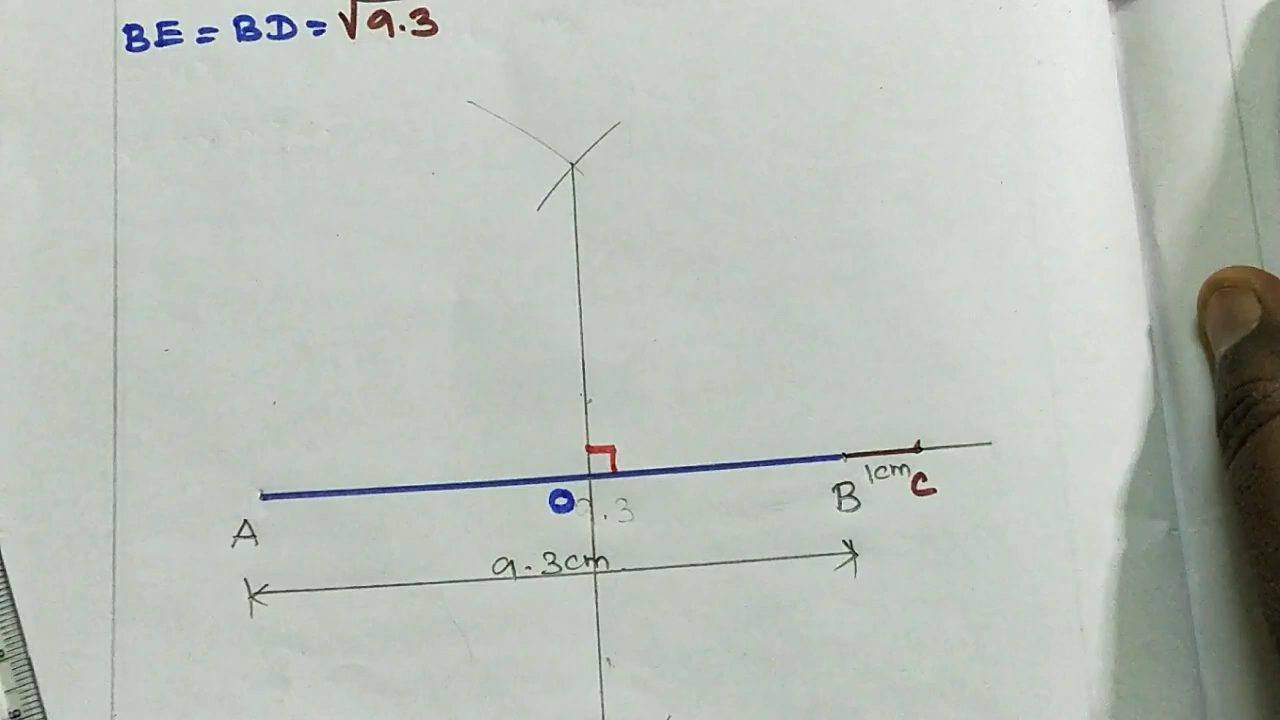 BE = BD = √9.3
1cm
A O 9.3 B C
9.3cm